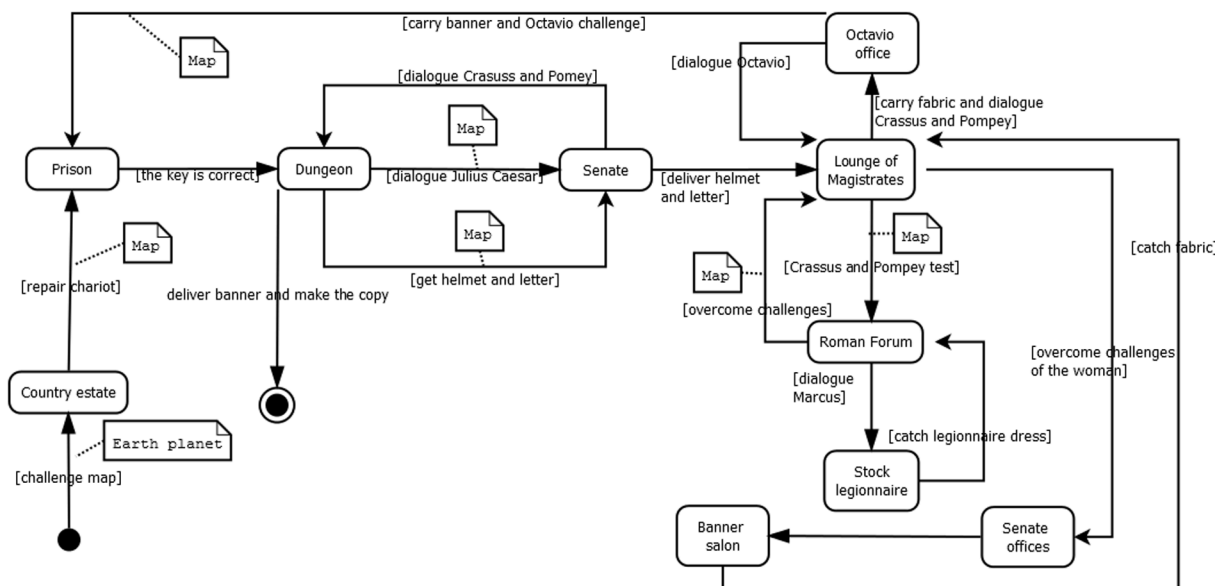 [carry banner and Octavio challenge]
Octavio
office
Map
[dialogue Octavio]
[dialogue Crasuss and Pomey]
[carry fabric and dialogue
Crassus and Pompey]
Map
Prison
[the key is correct]
Dungeon
[dialogue Julius Caesar]
Senate
[deliver helmet
and letter]
Lounge of
Magistrates
Map
Map
Map
[catch fabric]
Map
[Crassus and Pompey test]
[get helmet and letter]
[repair chariot]
deliver banner and make the copy
[overcome challenges]
Roman Forum
[overcome challenges
of the woman]
[dialogue
Marcus]
Country estate
Earth planet
[catch legionnaire dress]
[challenge map]
Stock
legionnaire
Banner
salon
Senate
offices